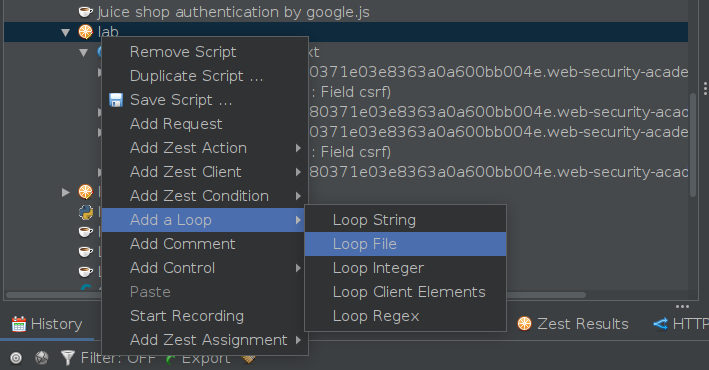 Juice shop authentication by google.js
lab
Remove Script
Duplicate Script ...
Save Script ...
Add Request
Add Zest Action
Add Zest Client
Add Zest Condition
Add a Loop
Add Comment
Add Control
Paste
Start Recording
Add Zest Assignment
Loop String
Loop File
Loop Integer
Loop Client Elements
Loop Regex
80371e03e8363a0a600bb004e.web-security-acade
: Field csrf)
80371e03e8363a0a600bb004e.web-security-acade
80371e03e8363a0a600bb004e.web-security-acade
: Field csrf)
80371e03e8363a0a600bb004e.web-security-acade
History
Zest Results
HTTP
Filter: OFF
Export